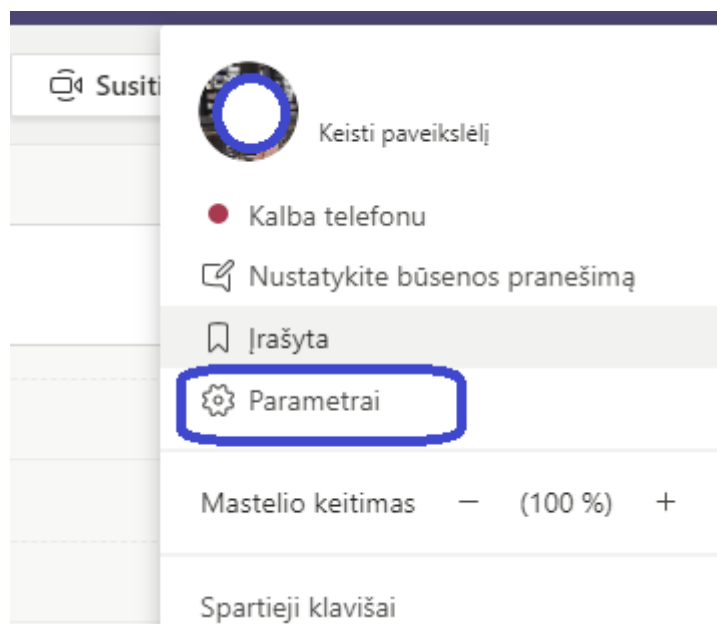 Susiti
Keisti paveikslėlį
Kalba telefonu
Nustatykite būsenos pranešimą
Įrašyta
Parametrai
Mastelio keitimas — (100 %) +
Spartieji klavišai